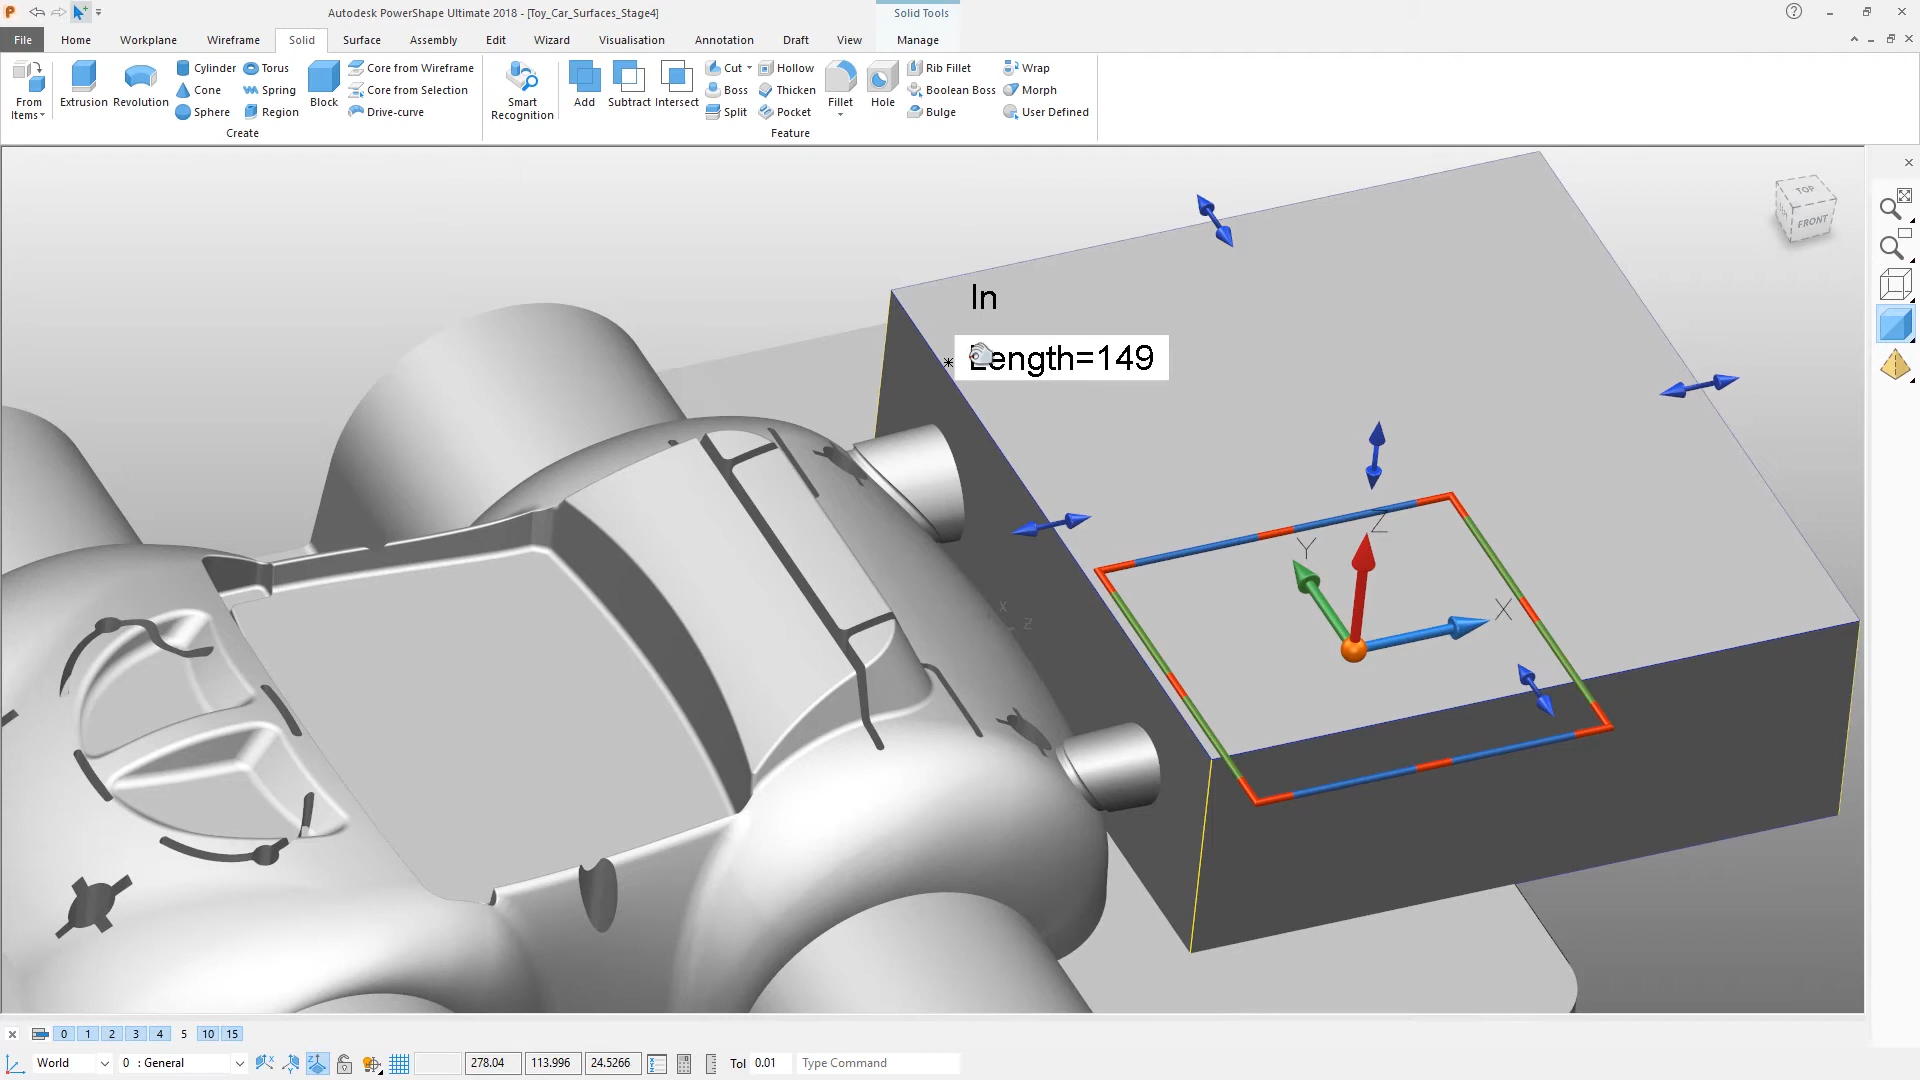 Autodesk PowerShape Ultimate 2018 - [Toy_Car_Surfaces_Stage4]
Solid Tools
File
Home
Workplane
Wireframe
Solid
Surface
Assembly
Edit
Wizard
Visualisation
Annotation
Draft
View
Manage
From
Items
Extrusion
Revolution
Cylinder
Cone
Sphere
Torus
Spring
Region
Block
Core from Wireframe
Core from Selection
Drive-curve
Create
Smart
Recognition
Add
Subtract
Intersect
Cut
Boss
Split
Hollow
Thicken
Pocket
Fillet
Hole
Rib Fillet
Boolean Boss
Bulge
Wrap
Morph
User Defined
Feature
TOP
FRONT
In
Length=149
Z
Y
X
X
Z
0 1 2 3 4 5 10 15
World
0 : General
278.04
113.996
24.5266
Tol 0.01
Type Command